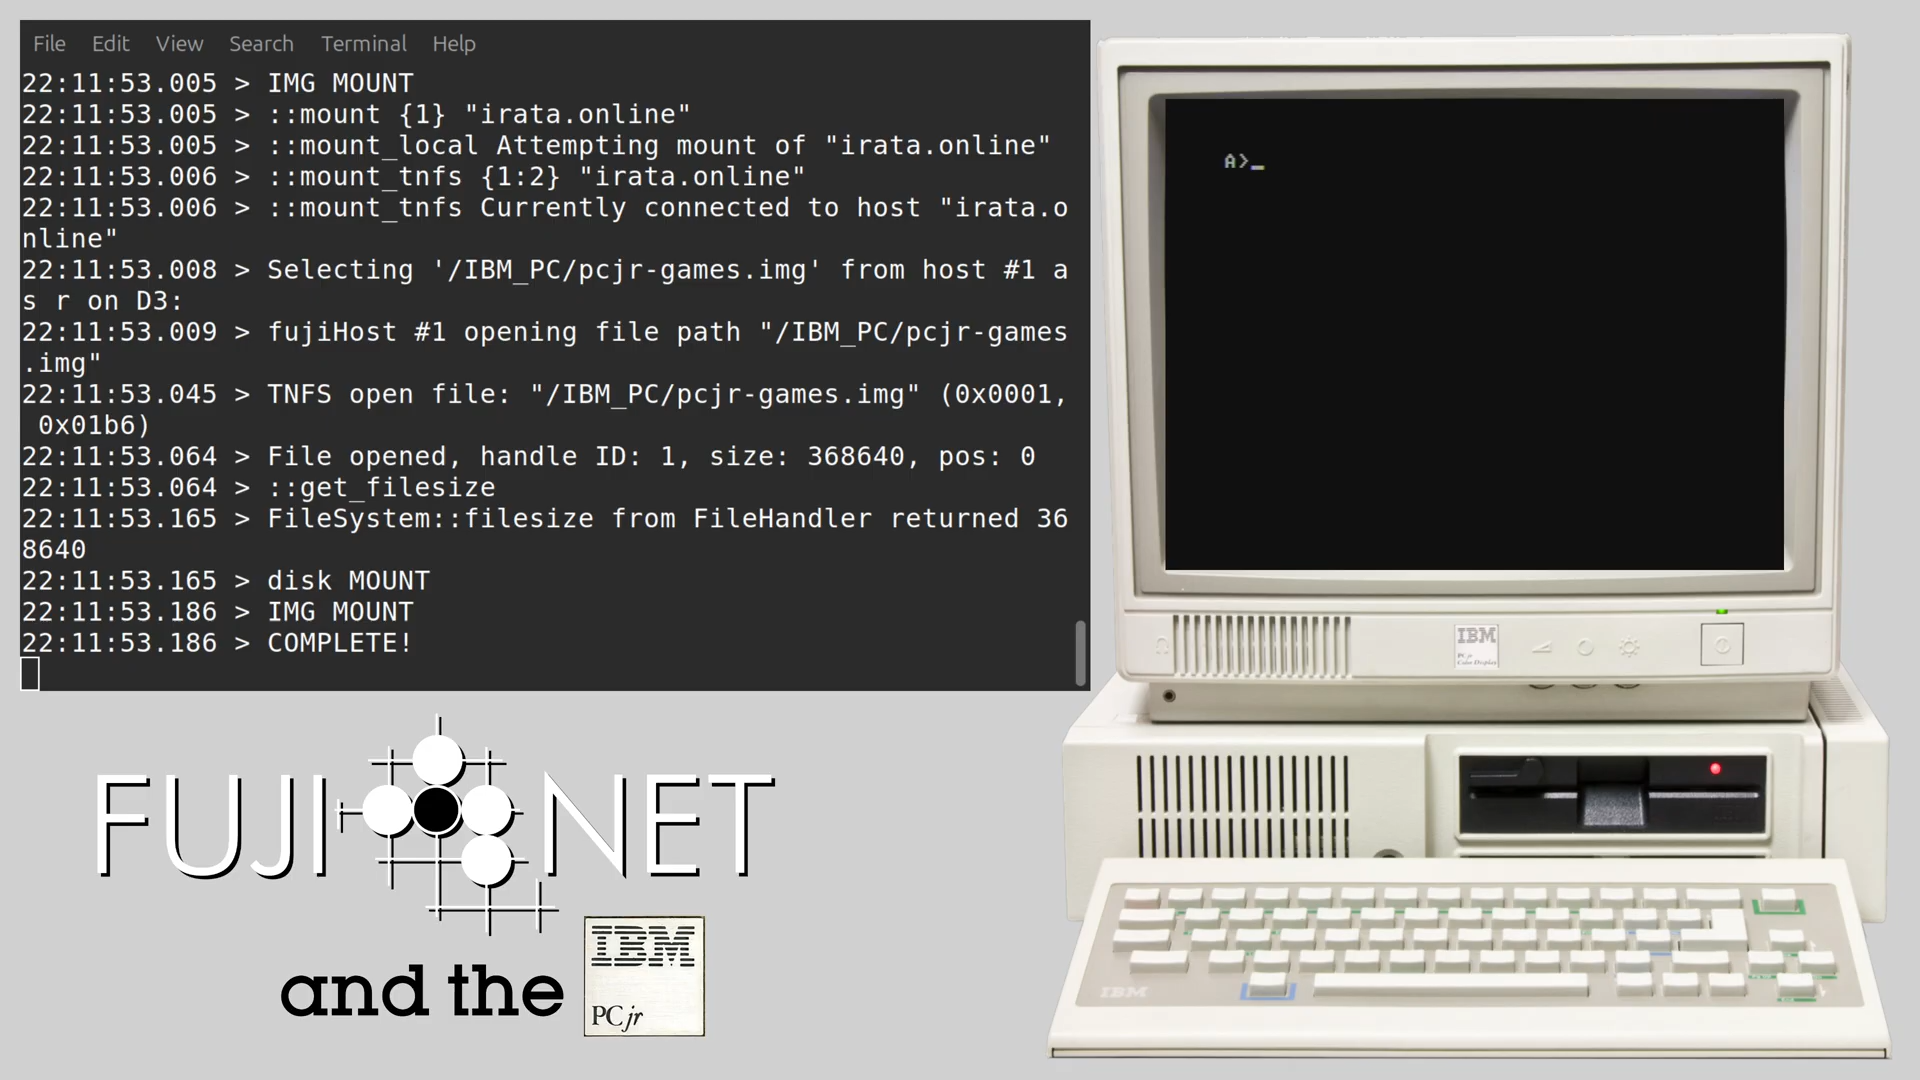 File Edit View Search Terminal Help
22:11:53.005 > IMG MOUNT
22:11:53.005 > ::mount {1} "irata.online"
22:11:53.005 > ::mount_local Attempting mount of "irata.online"
22:11:53.006 > ::mount_tnfs {1:2} "irata.online"
22:11:53.006 > ::mount_tnfs Currently connected to host "irata.o
nline"
22:11:53.008 > Selecting '/IBM_PC/pcjr-games.img' from host #1 a
s r on D3:
22:11:53.009 > fujiHost #1 opening file path "/IBM_PC/pcjr-games
.img"
22:11:53.045 > TNFS open file: "/IBM_PC/pcjr-games.img" (0x0001,
 0x01b6)
22:11:53.064 > File opened, handle ID: 1, size: 368640, pos: 0
22:11:53.064 > ::get_filesize
22:11:53.165 > FileSystem::filesize from FileHandler returned 36
8640
22:11:53.165 > disk MOUNT
22:11:53.186 > IMG MOUNT
22:11:53.186 > COMPLETE!
A>_
IBM
PCjr
Color Display
FUJINET
and the
IBM
PCjr
IBM